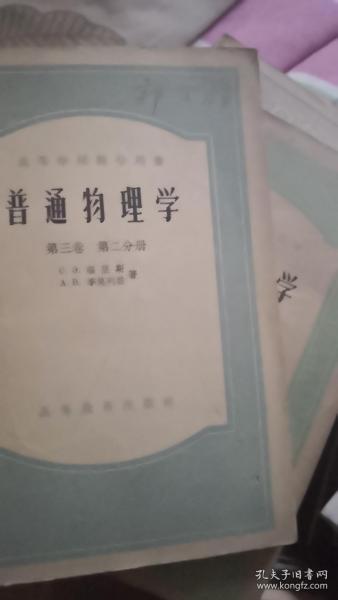 高等学校教学用书
普通物理学
第三卷 第二分册
С. Э. 福里斯
А. В. 季莫列娃 著
高等教育出版社
学
孔夫子旧书网
www.kongfz.com